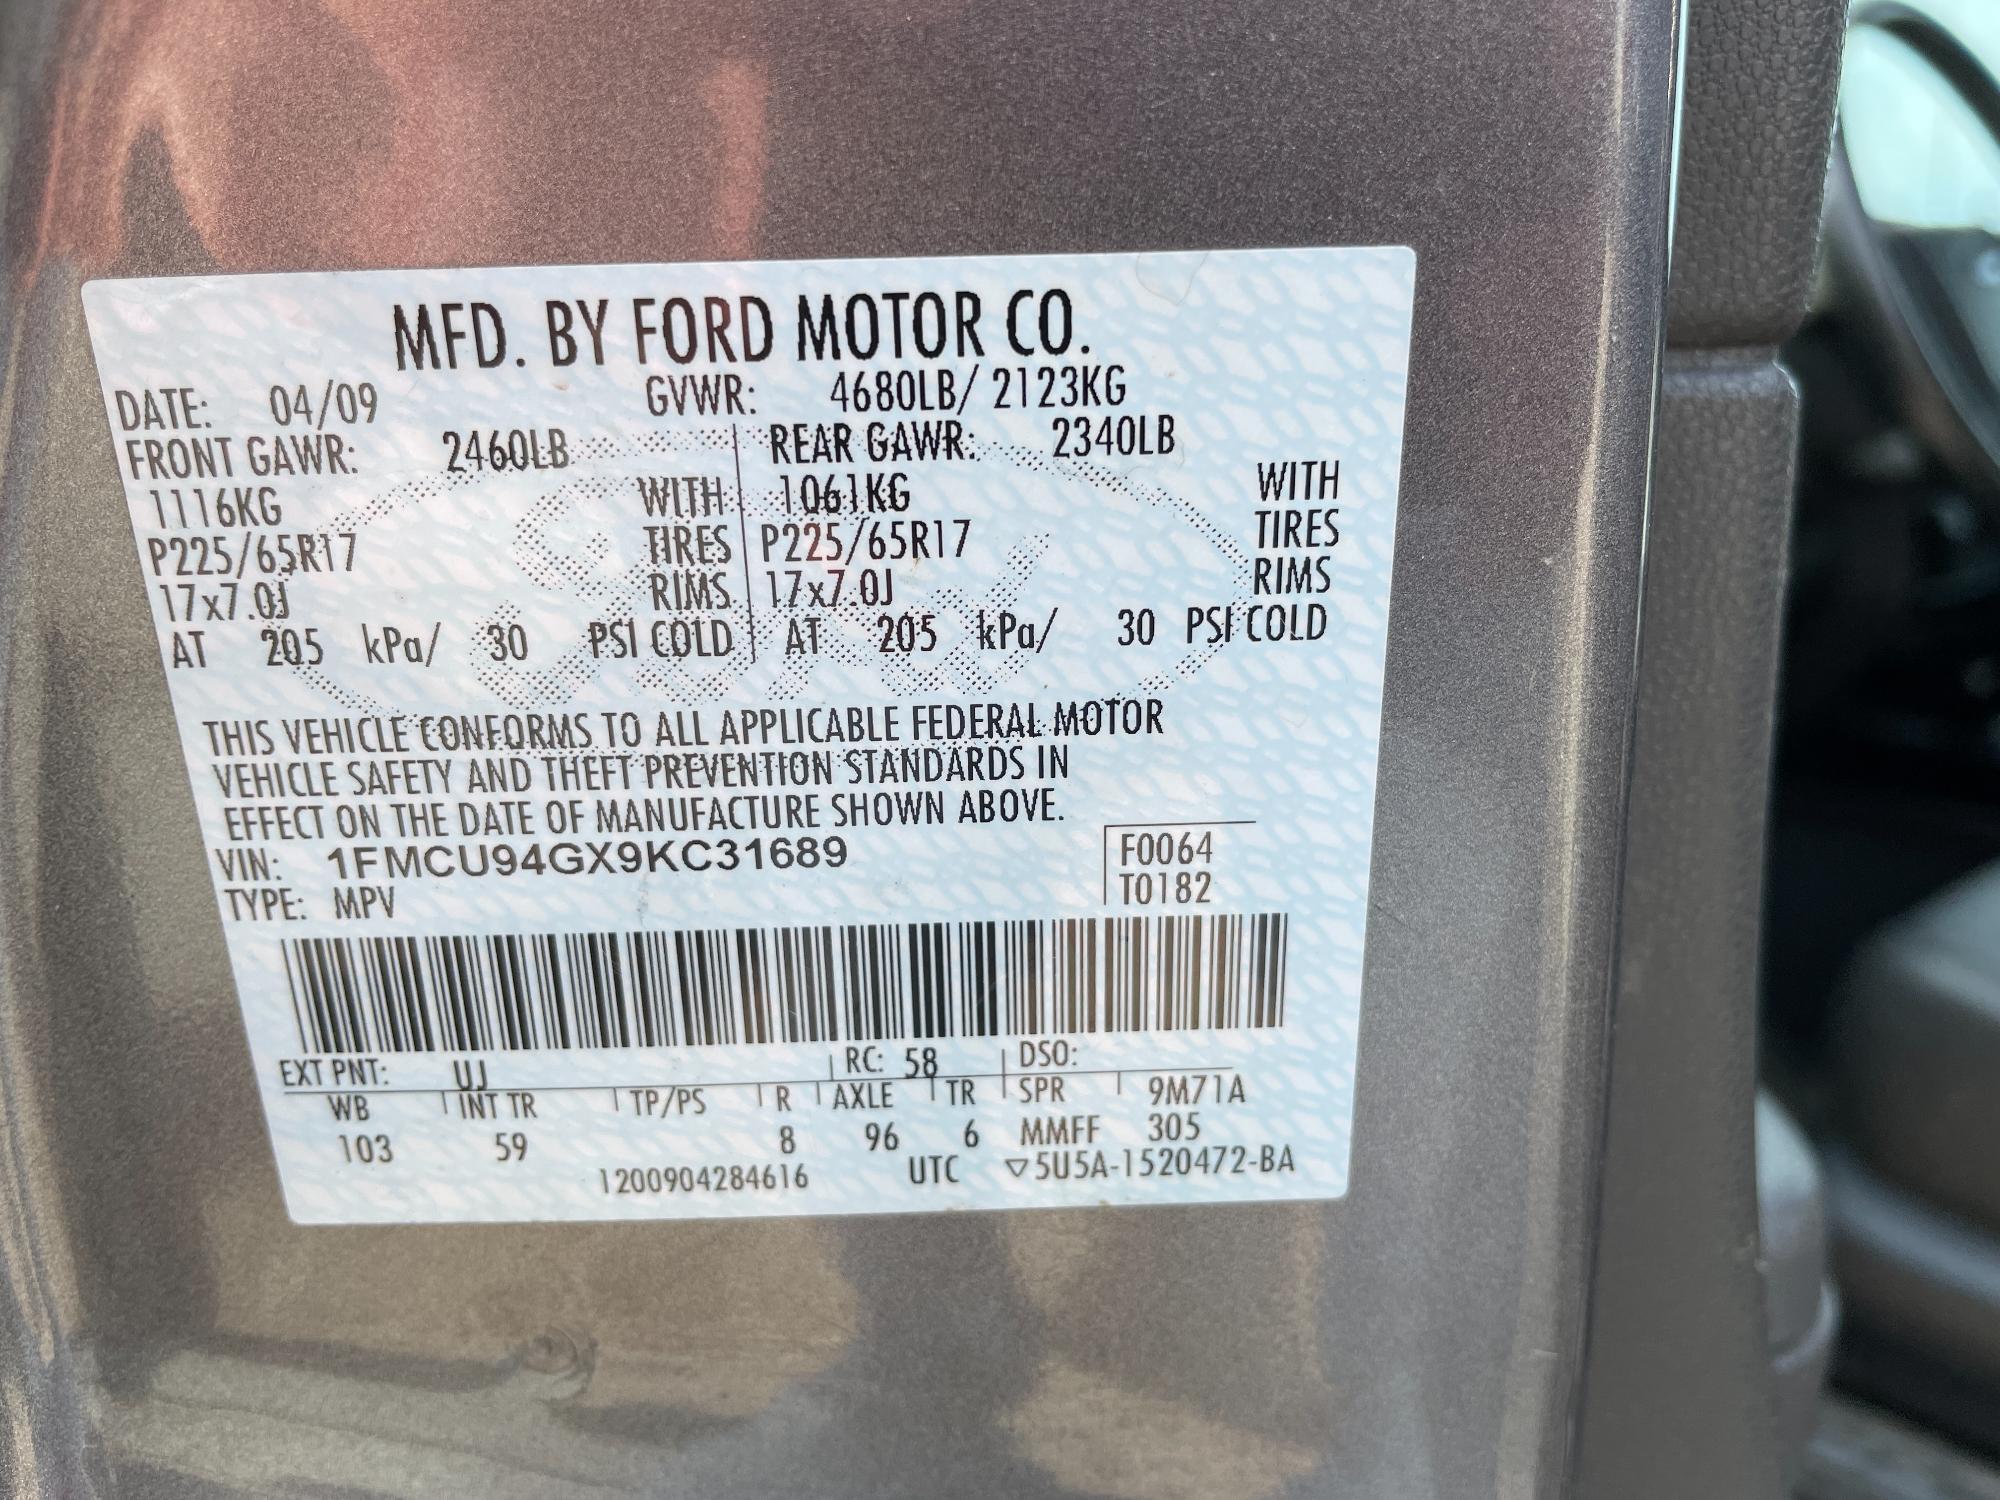 MFD. BY FORD MOTOR CO.
DATE: 04/09 GVWR: 4680LB/ 2123KG
FRONT GAWR: 2460LB REAR GAWR: 2340LB
1116KG WITH 1061KG WITH
P225/65R17 TIRES P225/65R17 TIRES
17x7.0J RIMS 17x7.0J RIMS
AT 205 kPa/ 30 PSI COLD AT 205 kPa/ 30 PSI COLD
THIS VEHICLE CONFORMS TO ALL APPLICABLE FEDERAL MOTOR
VEHICLE SAFETY AND THEFT PREVENTION STANDARDS IN
EFFECT ON THE DATE OF MANUFACTURE SHOWN ABOVE.
VIN: 1FMCU94GX9KC31689 F0064
TYPE: MPV T0182
EXT PNT: UJ RC: 58 DSO:
WB INT TR TP/PS R AXLE TR SPR 9M71A
103 59 8 96 6 MMFF 305
1200904284616 UTC ▽5U5A-1520472-BA